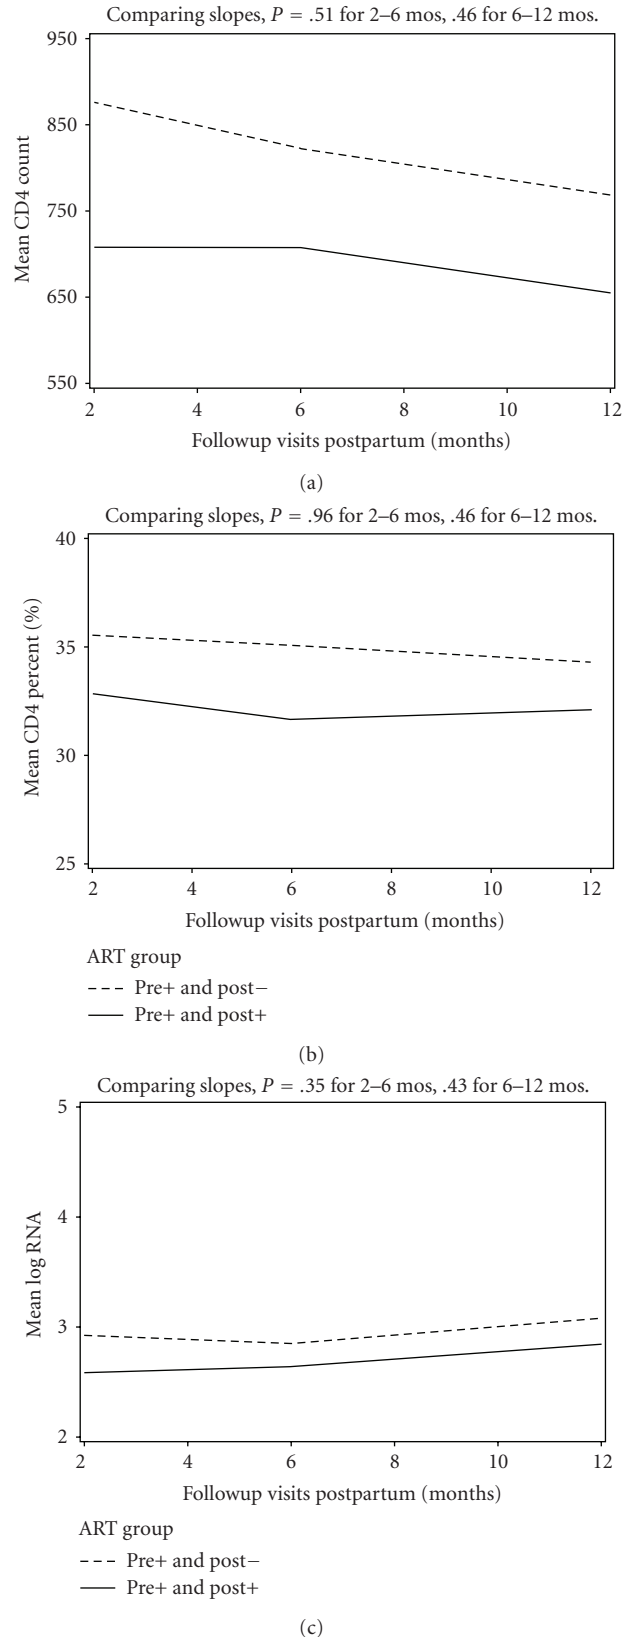 Comparing slopes, P = .51 for 2–6 mos, .46 for 6–12 mos.
950
850
750
650
550
Mean CD4 count
2 4 6 8 10 12
Followup visits postpartum (months)
(a)
Comparing slopes, P = .96 for 2–6 mos, .46 for 6–12 mos.
40
35
30
25
Mean CD4 percent (%)
2 4 6 8 10 12
Followup visits postpartum (months)
ART group
Pre+ and post−
Pre+ and post+
(b)
Comparing slopes, P = .35 for 2–6 mos, .43 for 6–12 mos.
5
4
3
2
Mean log RNA
2 4 6 8 10 12
Followup visits postpartum (months)
ART group
Pre+ and post−
Pre+ and post+
(c)